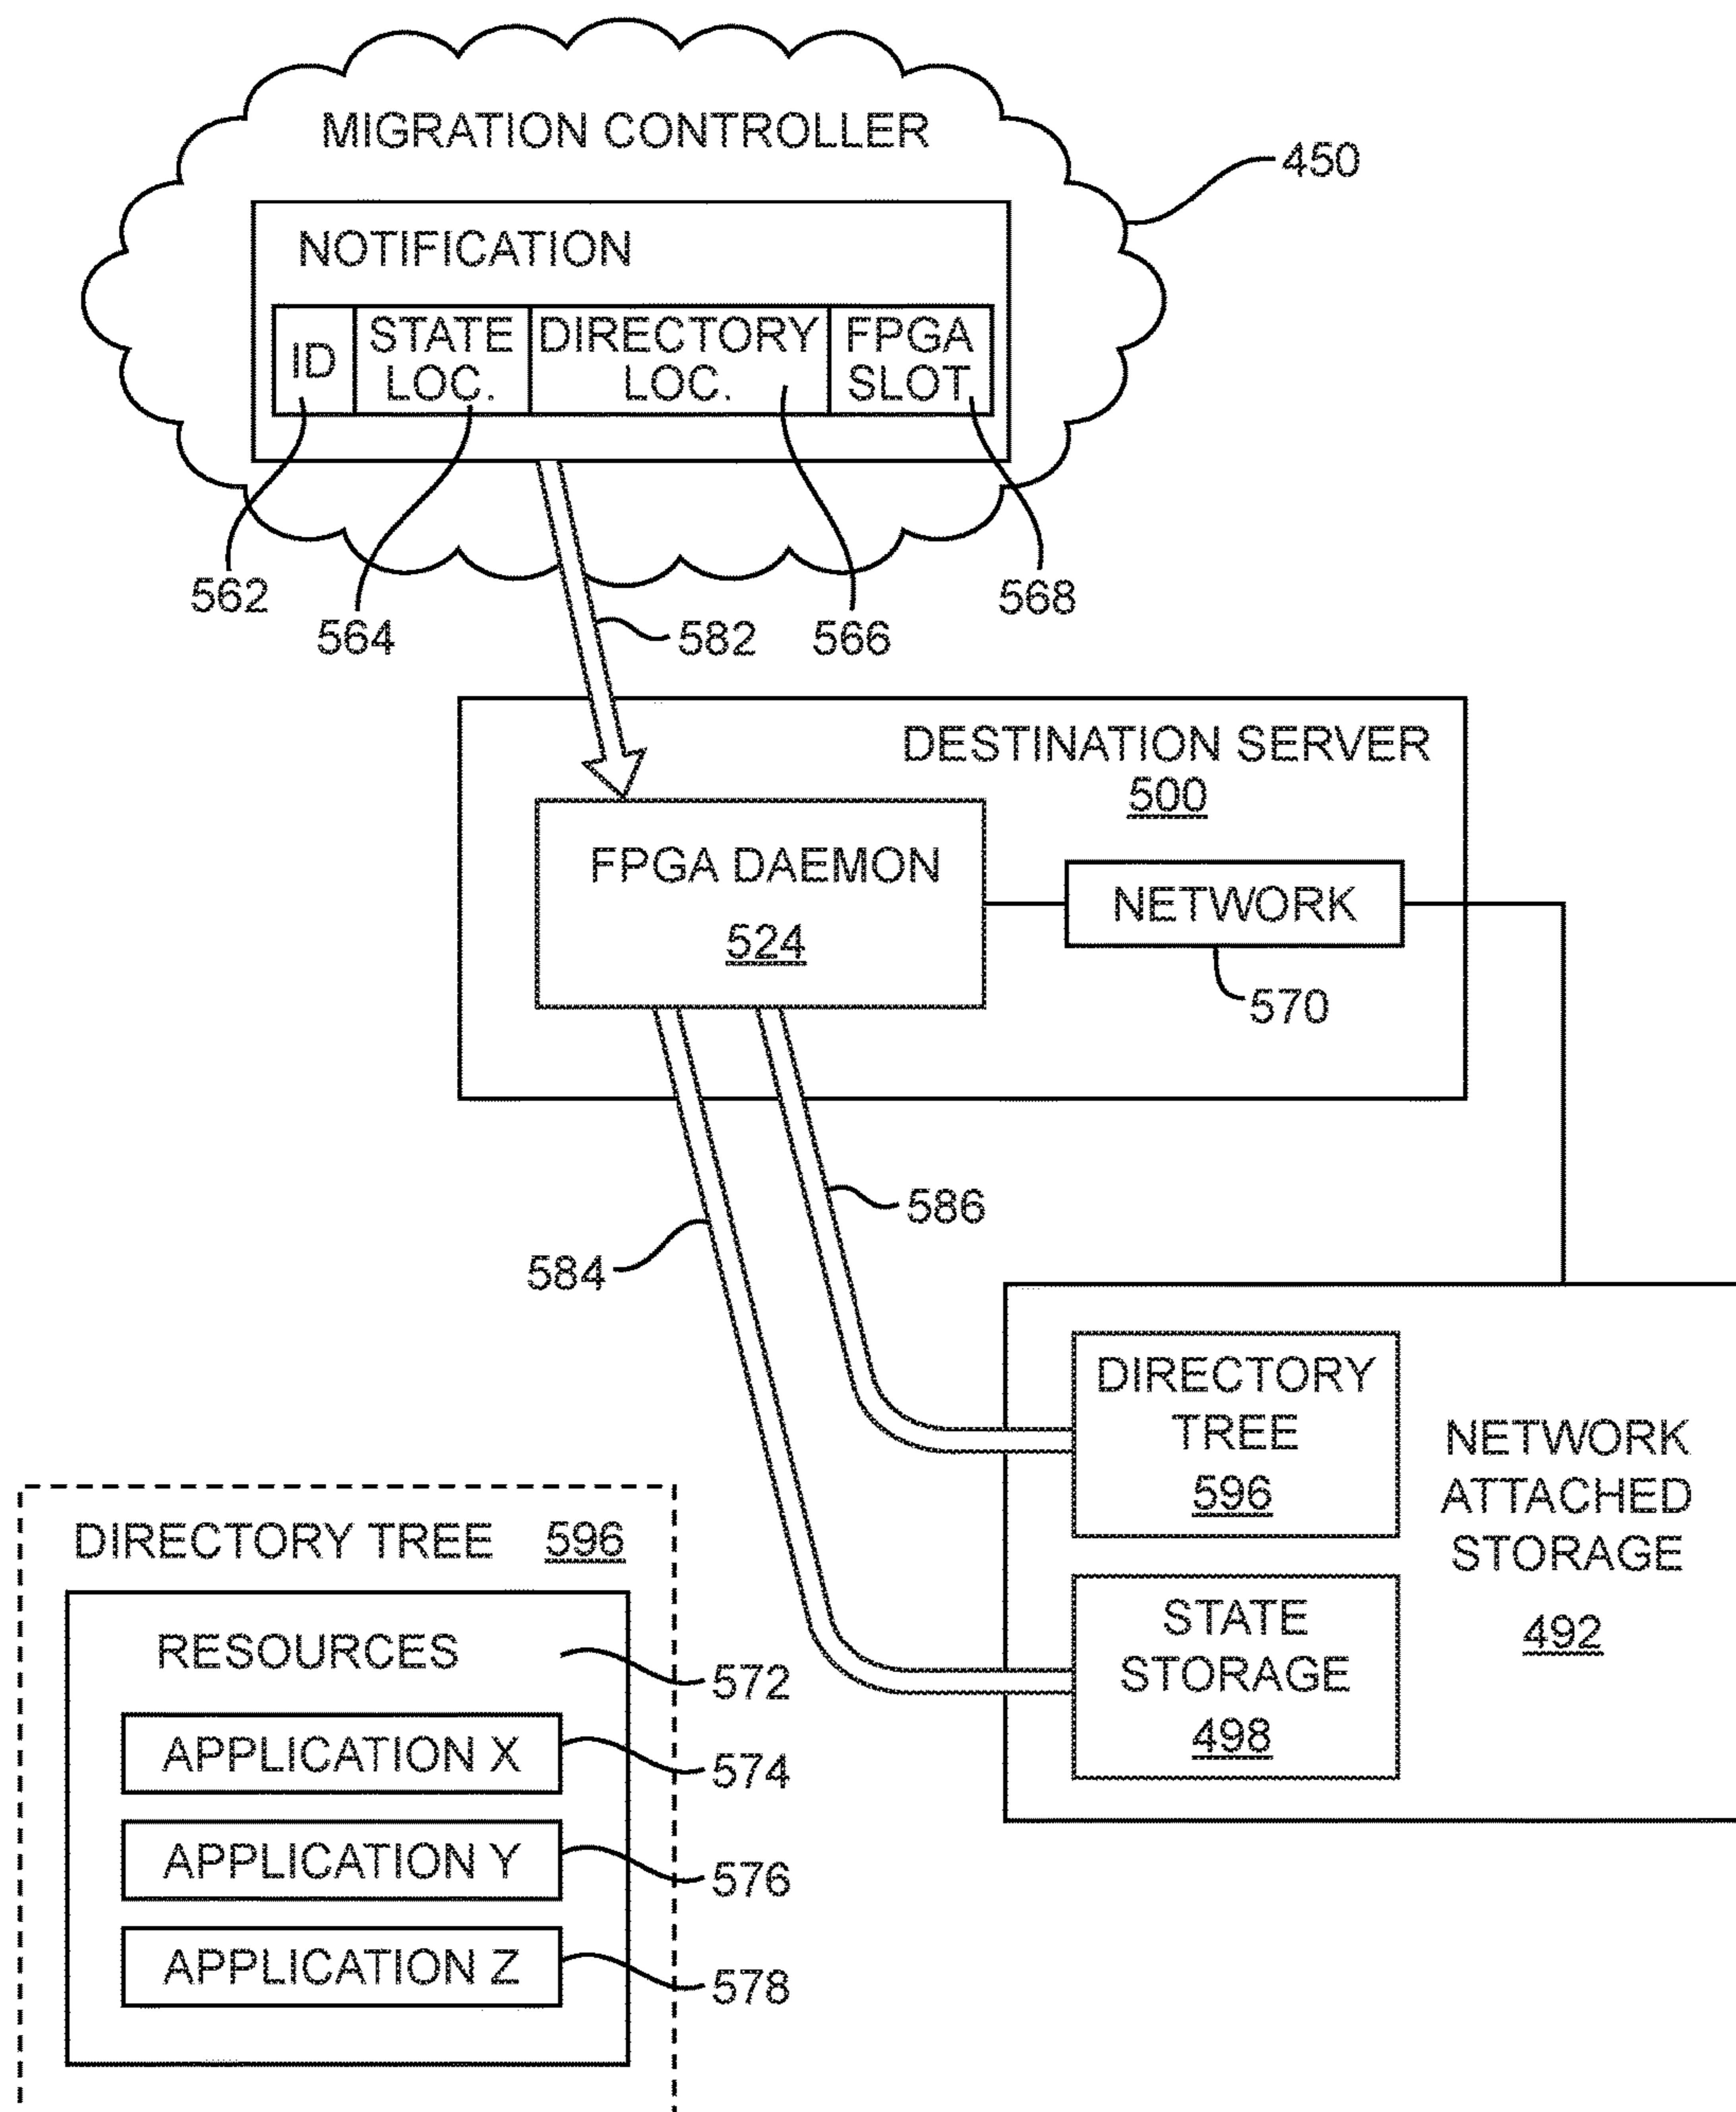 MIGRATION CONTROLLER
450
NOTIFICATION
ID
STATE
LOC.
DIRECTORY
LOC.
FPGA
SLOT
562
564
582
566
568
DESTINATION SERVER
500
FPGA DAEMON
524
NETWORK
570
586
584
DIRECTORY
TREE
596
NETWORK
ATTACHED
STORAGE
492
STATE
STORAGE
498
DIRECTORY TREE 596
RESOURCES
572
APPLICATION X
574
APPLICATION Y
576
APPLICATION Z
578